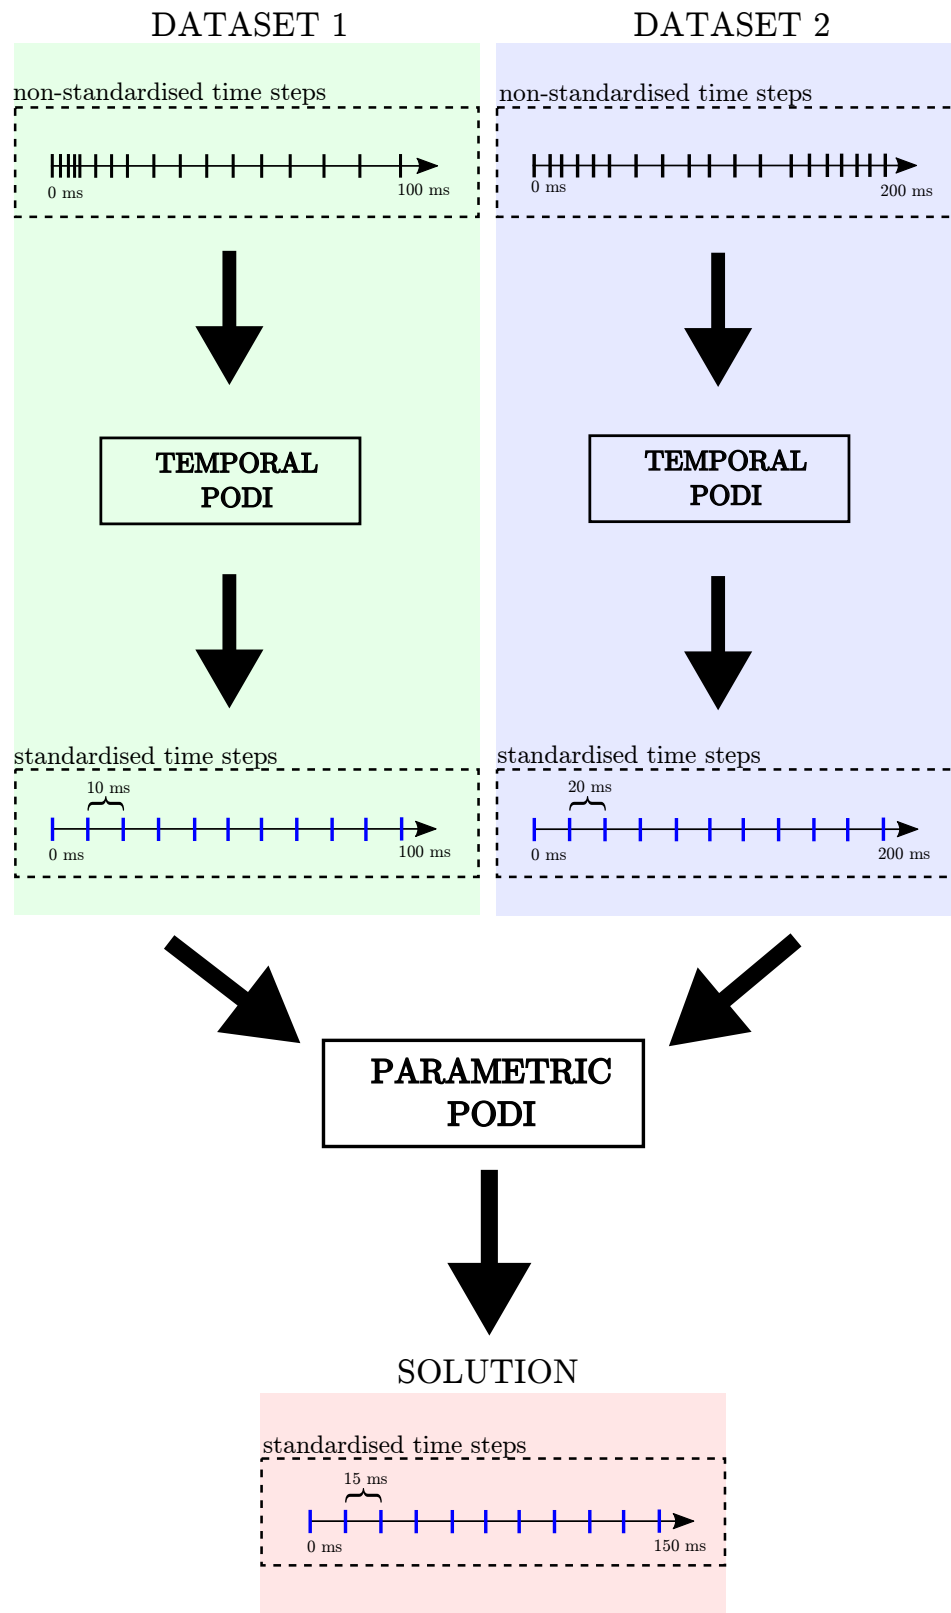 DATASET 1
DATASET 2
non-standardised time steps
0 ms
100 ms
non-standardised time steps
0 ms
200 ms
TEMPORAL
PODI
TEMPORAL
PODI
standardised time steps
10 ms
0 ms
100 ms
standardised time steps
20 ms
0 ms
200 ms
PARAMETRIC
PODI
SOLUTION
standardised time steps
15 ms
0 ms
150 ms